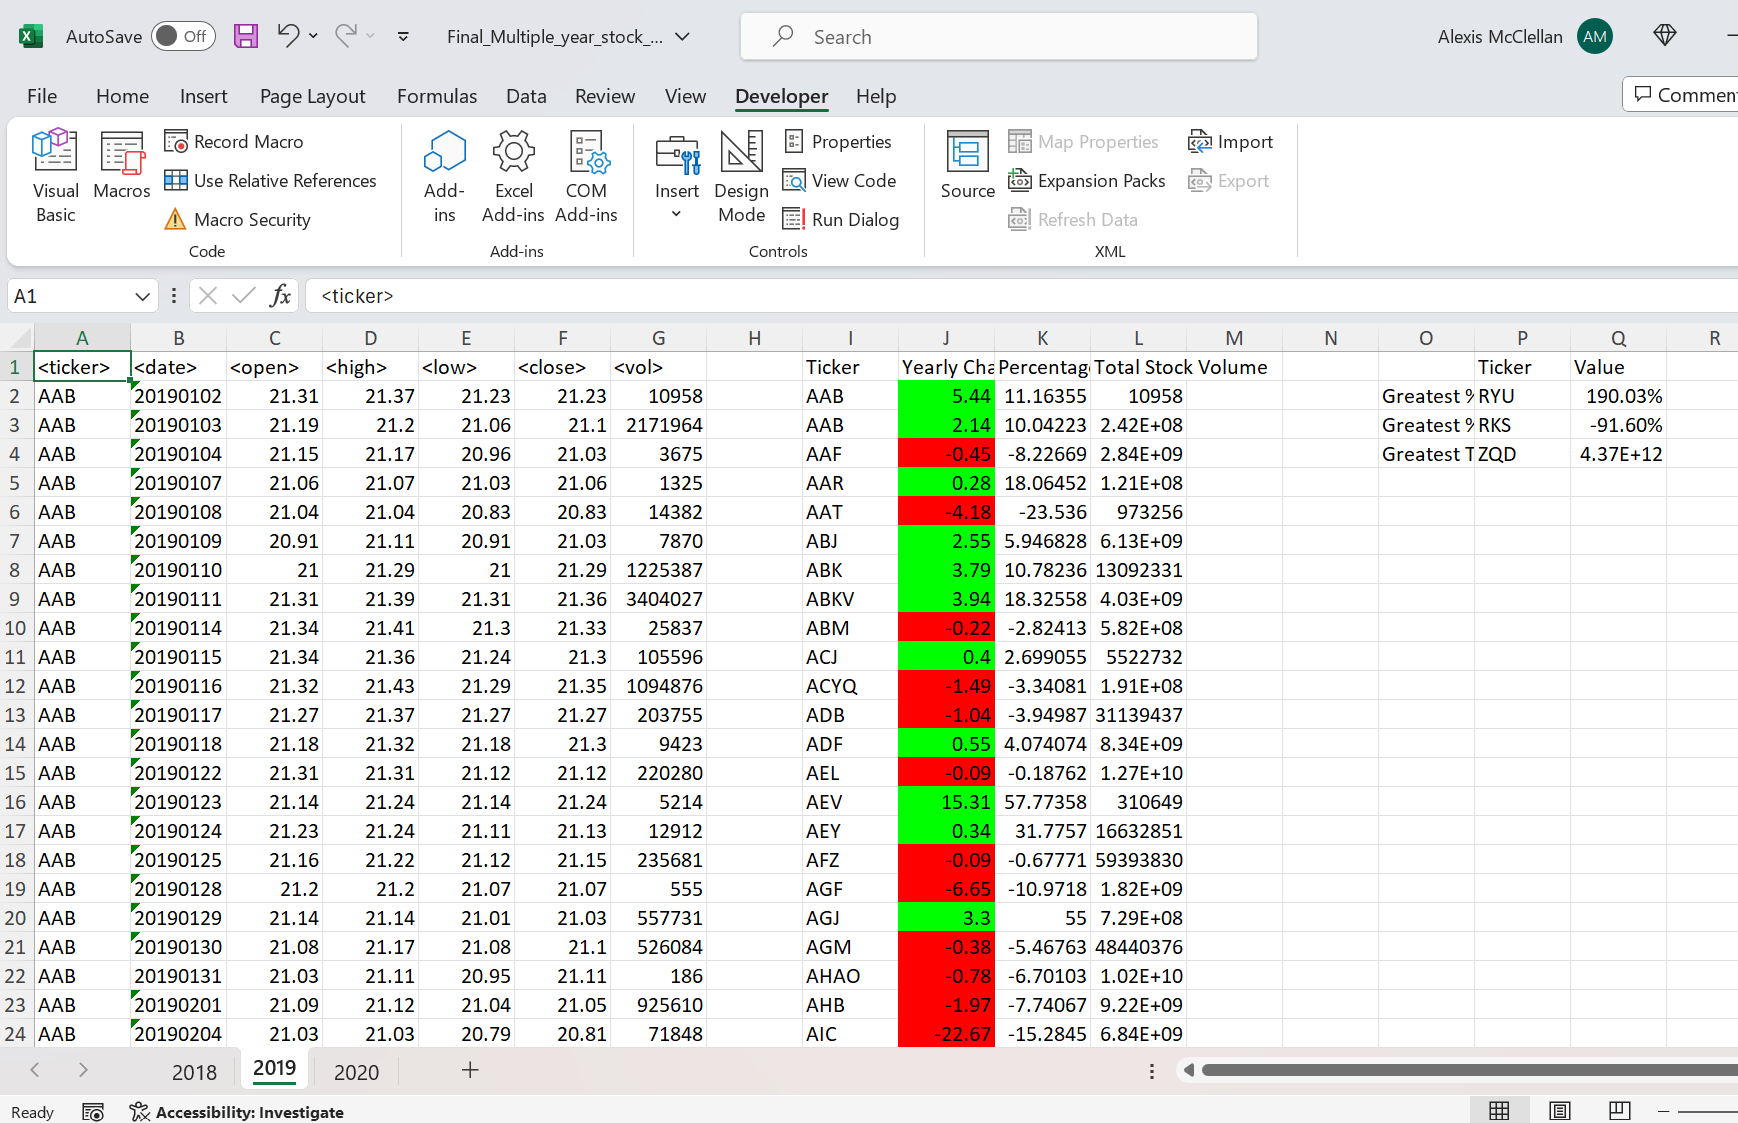 AutoSave Off Final_Multiple_year_stock_... Search Alexis McClellan AM
File Home Insert Page Layout Formulas Data Review View Developer Help Commen
Visual Basic Macros Record Macro Use Relative References Macro Security Code
Add-ins Excel Add-ins COM Add-ins Add-ins
Insert Design Mode Properties View Code Run Dialog Controls
Source Map Properties Expansion Packs Refresh Data Import Export XML
A1 fx <ticker>
A B C D E F G H I J K L M N O P Q R
1 <ticker> <date> <open> <high> <low> <close> <vol> Ticker Yearly Cha Percentag Total Stock Volume Ticker Value
2 AAB 20190102 21.31 21.37 21.23 21.23 10958 AAB 5.44 11.16355 10958 Greatest % RYU 190.03%
3 AAB 20190103 21.19 21.2 21.06 21.1 2171964 AAB 2.14 10.04223 2.42E+08 Greatest % RKS -91.60%
4 AAB 20190104 21.15 21.17 20.96 21.03 3675 AAF -0.45 -8.22669 2.84E+09 Greatest T ZQD 4.37E+12
5 AAB 20190107 21.06 21.07 21.03 21.06 1325 AAR 0.28 18.06452 1.21E+08
6 AAB 20190108 21.04 21.04 20.83 20.83 14382 AAT -4.18 -23.536 973256
7 AAB 20190109 20.91 21.11 20.91 21.03 7870 ABJ 2.55 5.946828 6.13E+09
8 AAB 20190110 21 21.29 21 21.29 1225387 ABK 3.79 10.78236 13092331
9 AAB 20190111 21.31 21.39 21.31 21.36 3404027 ABKV 3.94 18.32558 4.03E+09
10 AAB 20190114 21.34 21.41 21.3 21.33 25837 ABM -0.22 -2.82413 5.82E+08
11 AAB 20190115 21.34 21.36 21.24 21.3 105596 ACJ 0.4 2.699055 5522732
12 AAB 20190116 21.32 21.43 21.29 21.35 1094876 ACYQ -1.49 -3.34081 1.91E+08
13 AAB 20190117 21.27 21.37 21.27 21.27 203755 ADB -1.04 -3.94987 31139437
14 AAB 20190118 21.18 21.32 21.18 21.3 9423 ADF 0.55 4.074074 8.34E+09
15 AAB 20190122 21.31 21.31 21.12 21.12 220280 AEL -0.09 -0.18762 1.27E+10
16 AAB 20190123 21.14 21.24 21.14 21.24 5214 AEV 15.31 57.77358 310649
17 AAB 20190124 21.23 21.24 21.11 21.13 12912 AEY 0.34 31.7757 16632851
18 AAB 20190125 21.16 21.22 21.12 21.15 235681 AFZ -0.09 -0.67771 59393830
19 AAB 20190128 21.2 21.2 21.07 21.07 555 AGF -6.65 -10.9718 1.82E+09
20 AAB 20190129 21.14 21.14 21.01 21.03 557731 AGJ 3.3 55 7.29E+08
21 AAB 20190130 21.08 21.17 21.08 21.1 526084 AGM -0.38 -5.46763 48440376
22 AAB 20190131 21.03 21.11 20.95 21.11 186 AHAO -0.78 -6.70103 1.02E+10
23 AAB 20190201 21.09 21.12 21.04 21.05 925610 AHB -1.97 -7.74067 9.22E+09
24 AAB 20190204 21.03 21.03 20.79 20.81 71848 AIC -22.67 -15.2845 6.84E+09
2018 2019 2020
Ready Accessibility: Investigate